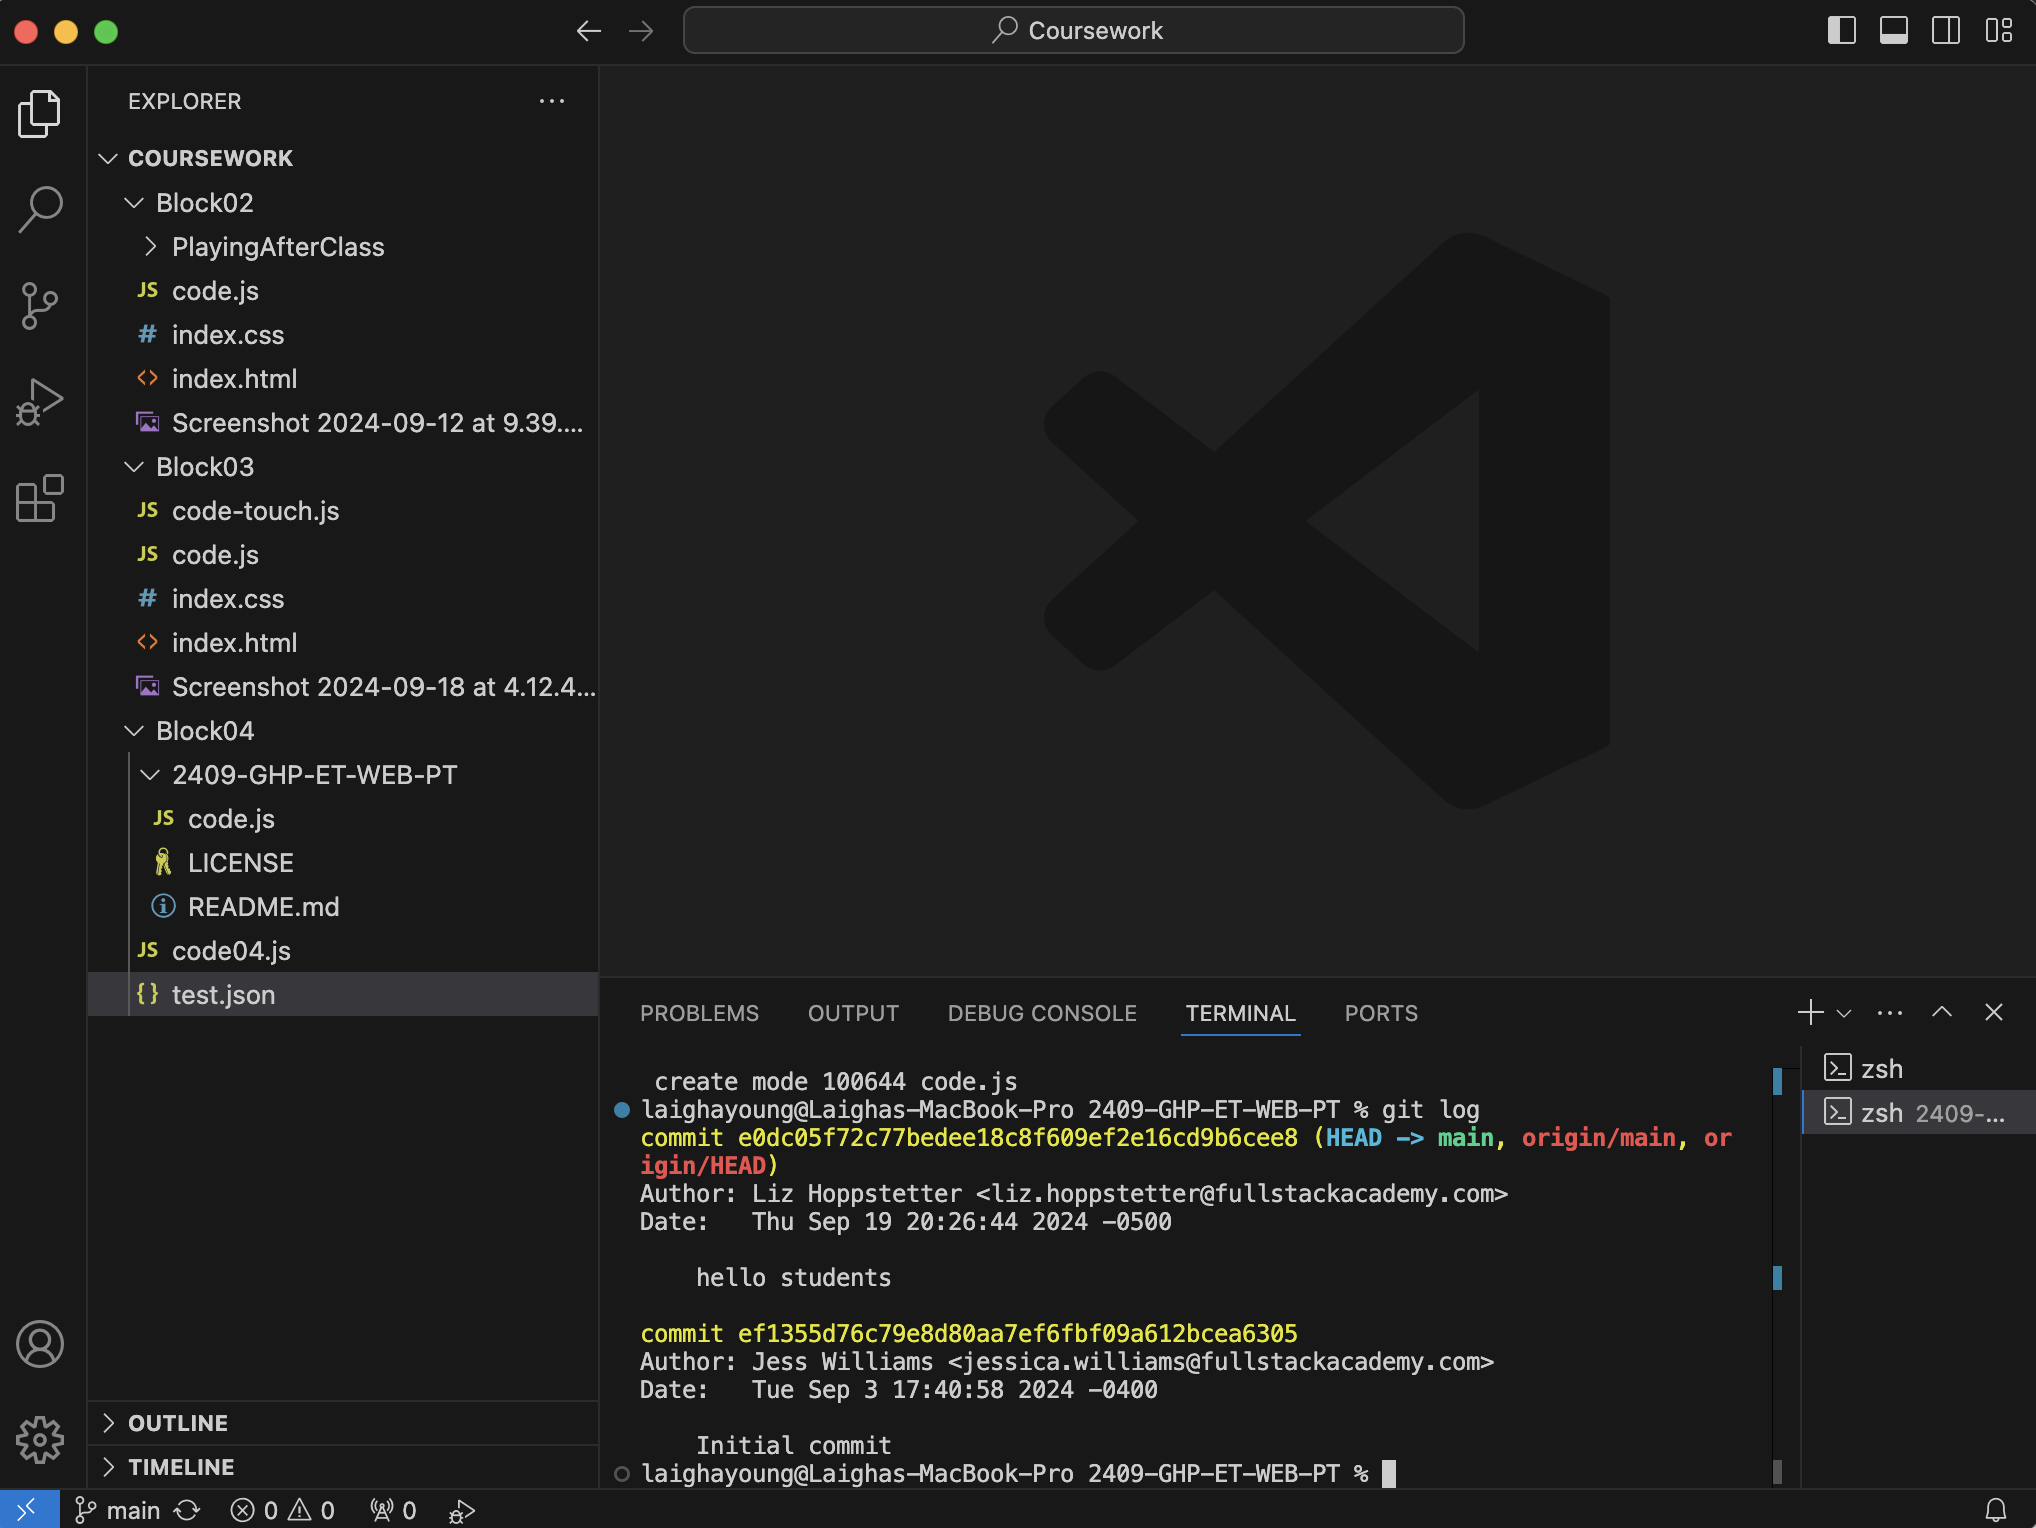 Coursework
EXPLORER
COURSEWORK
Block02
PlayingAfterClass
JS code.js
# index.css
<> index.html
Screenshot 2024-09-12 at 9.39....
Block03
JS code-touch.js
JS code.js
# index.css
<> index.html
Screenshot 2024-09-18 at 4.12.4...
Block04
2409-GHP-ET-WEB-PT
JS code.js
LICENSE
README.md
JS code04.js
{} test.json
OUTLINE
TIMELINE
PROBLEMS OUTPUT DEBUG CONSOLE TERMINAL PORTS
create mode 100644 code.js
laighayoung@Laighas-MacBook-Pro 2409-GHP-ET-WEB-PT % git log
commit e0dc05f72c77bedee18c8f609ef2e16cd9b6cee8 (HEAD -> main, origin/main, or
igin/HEAD)
Author: Liz Hoppstetter <liz.hoppstetter@fullstackacademy.com>
Date:   Thu Sep 19 20:26:44 2024 -0500
hello students
commit ef1355d76c79e8d80aa7ef6fbf09a612bcea6305
Author: Jess Williams <jessica.williams@fullstackacademy.com>
Date:   Tue Sep 3 17:40:58 2024 -0400
Initial commit
laighayoung@Laighas-MacBook-Pro 2409-GHP-ET-WEB-PT %
zsh
zsh 2409-...
main 0 0 0